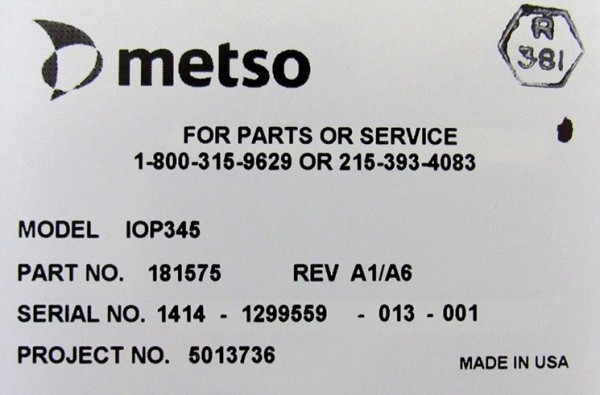 metso
R
381
FOR PARTS OR SERVICE
1-800-315-9629 OR 215-393-4083
MODEL IOP345
PART NO. 181575 REV A1/A6
SERIAL NO. 1414 - 1299559 - 013 - 001
PROJECT NO. 5013736
MADE IN USA